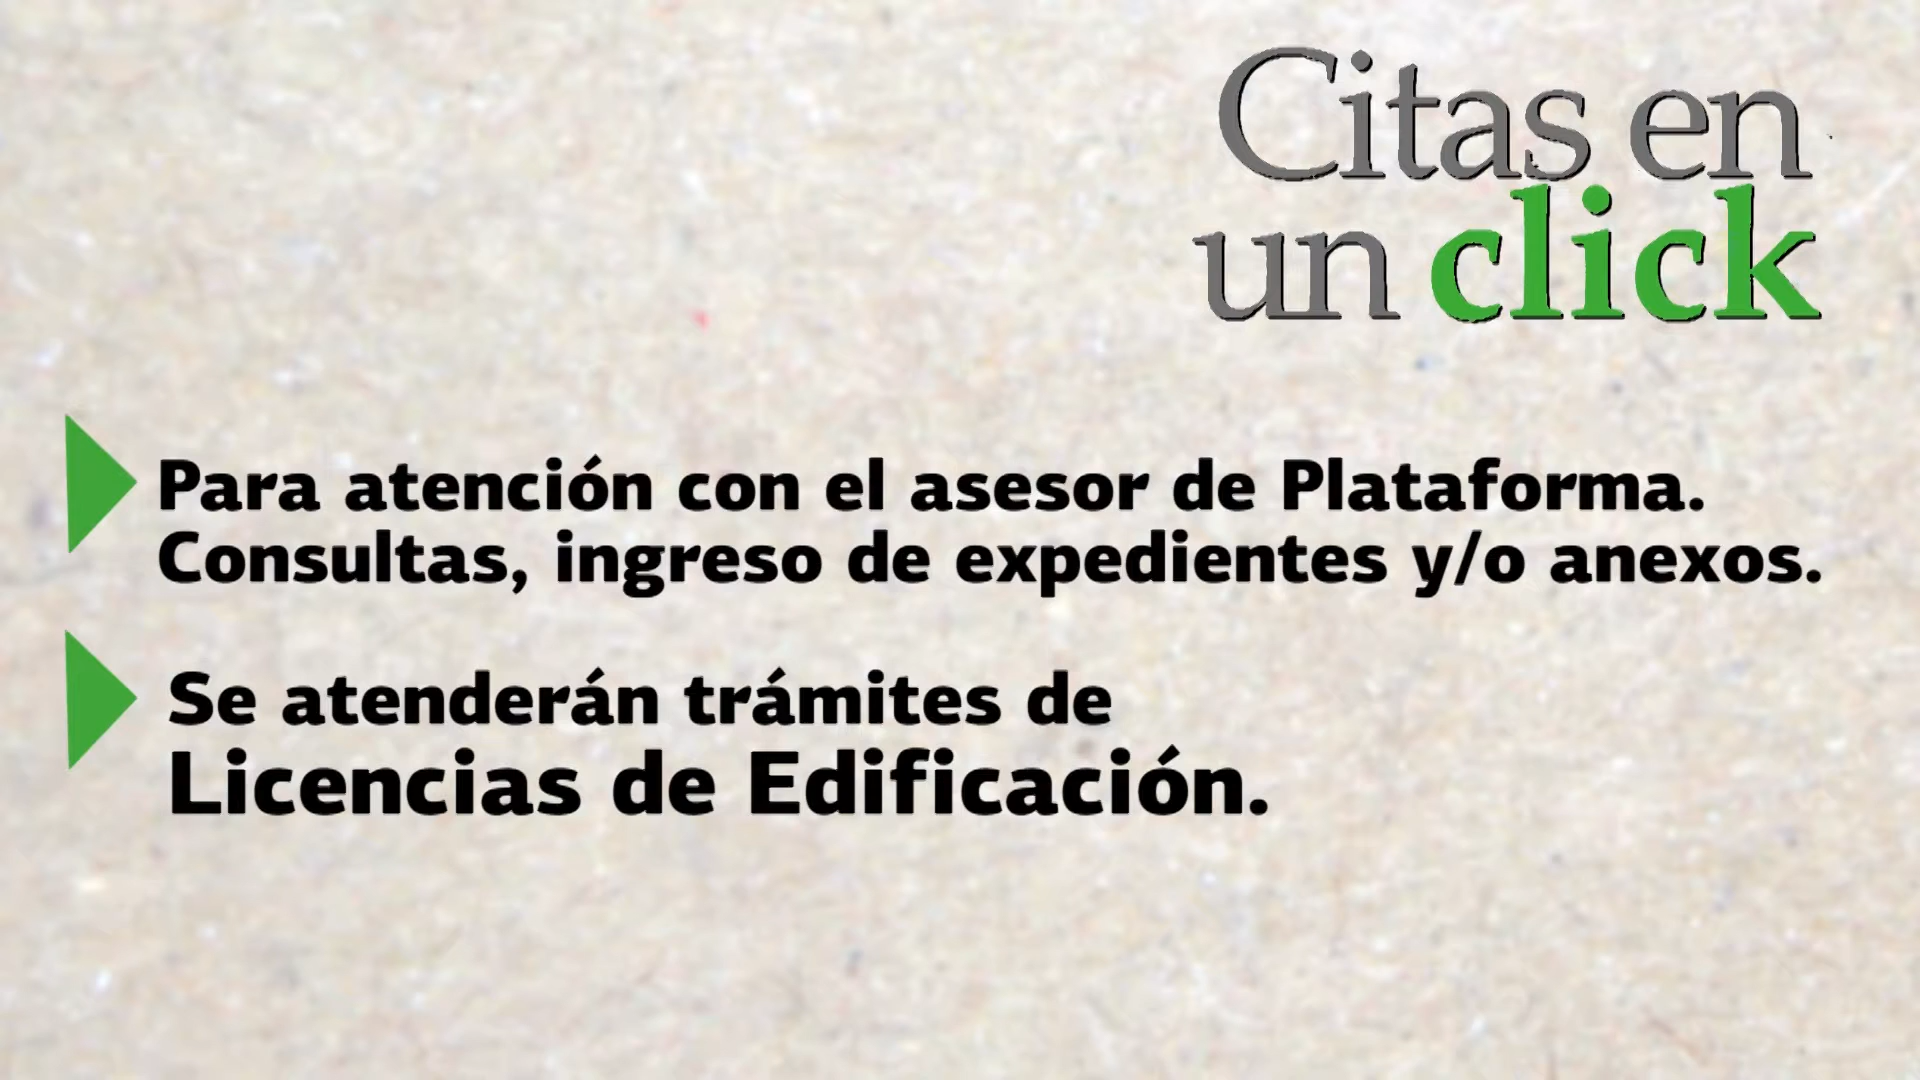 Citas en
un click
Para atención con el asesor de Plataforma.
Consultas, ingreso de expedientes y/o anexos.
Se atenderán trámites de
Licencias de Edificación.